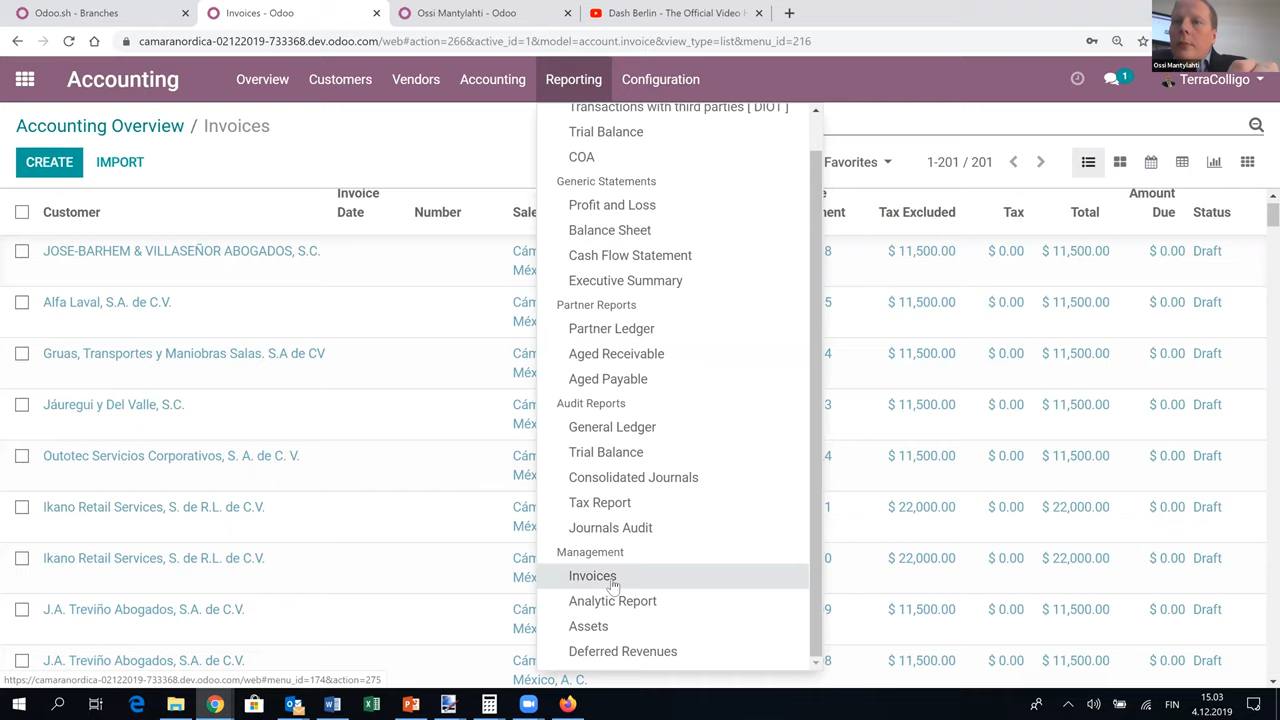 Odoo.sh - Branches
Invoices - Odoo
Ossi Mantylahti - Odoo
Dash Berlin - The Official Video
camaranordica-02122019-733368.dev.odoo.com/web#action=266&active_id=1&model=account.invoice&view_type=list&menu_id=216
Ossi Mantylahti
Accounting
Overview
Customers
Vendors
Accounting
Reporting
Configuration
1
TerraColligo
Accounting Overview / Invoices
CREATE
IMPORT
Favorites
1-201 / 201
Customer
Invoice
Date
Number
Tax Excluded
Tax
Total
Amount
Due
Status
JOSE-BARHEM & VILLASEÑOR ABOGADOS, S.C.
8 $ 11,500.00 $ 0.00 $ 11,500.00 $ 0.00 Draft
Alfa Laval, S.A. de C.V.
5 $ 11,500.00 $ 0.00 $ 11,500.00 $ 0.00 Draft
Gruas, Transportes y Maniobras Salas. S.A de CV
4 $ 11,500.00 $ 0.00 $ 11,500.00 $ 0.00 Draft
Jáuregui y Del Valle, S.C.
3 $ 11,500.00 $ 0.00 $ 11,500.00 $ 0.00 Draft
Outotec Servicios Corporativos, S. A. de C. V.
4 $ 11,500.00 $ 0.00 $ 11,500.00 $ 0.00 Draft
Ikano Retail Services, S. de R.L. de C.V.
1 $ 22,000.00 $ 0.00 $ 22,000.00 $ 0.00 Draft
Ikano Retail Services, S. de R.L. de C.V.
0 $ 22,000.00 $ 0.00 $ 22,000.00 $ 0.00 Draft
J.A. Treviño Abogados, S.A. de C.V.
9 $ 11,500.00 $ 0.00 $ 11,500.00 $ 0.00 Draft
J.A. Treviño Abogados, S.A. de C.V.
8 $ 11,500.00 $ 0.00 $ 11,500.00 $ 0.00 Draft
México, A. C.
Transactions with third parties [ DIOT ]
Trial Balance
COA
Generic Statements
Profit and Loss
Balance Sheet
Cash Flow Statement
Executive Summary
Partner Reports
Partner Ledger
Aged Receivable
Aged Payable
Audit Reports
General Ledger
Trial Balance
Consolidated Journals
Tax Report
Journals Audit
Management
Invoices
Analytic Report
Assets
Deferred Revenues
https://camaranordica-02122019-733368.dev.odoo.com/web#menu_id=174&action=275
FIN
15.03
4.12.2019